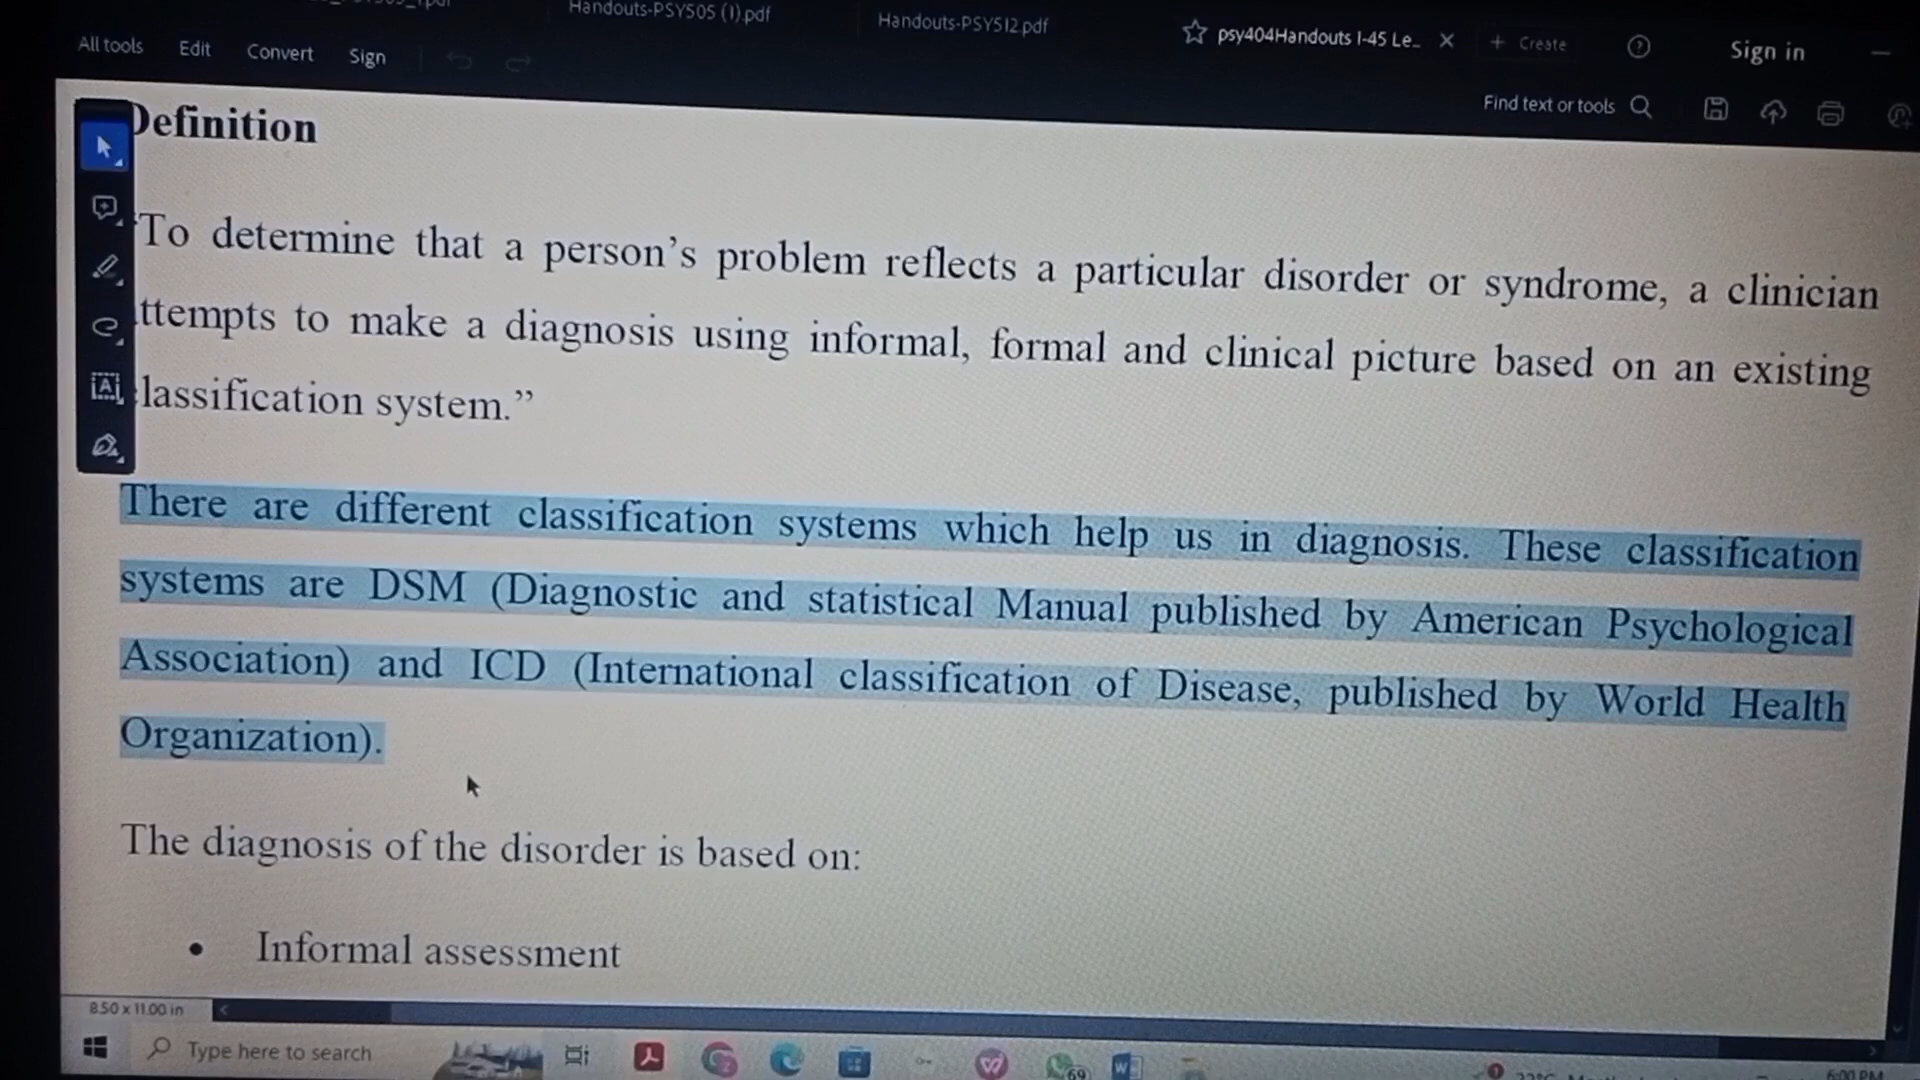 Handouts-PSY505 (1).pdf
Handouts-PSY512.pdf
psy404Handouts 1-45 Le...
Create
Sign in
All tools
Edit
Convert
Sign
Find text or tools
Definition
"To determine that a person's problem reflects a particular disorder or syndrome, a clinician
ttempts to make a diagnosis using informal, formal and clinical picture based on an existing
lassification system."
There are different classification systems which help us in diagnosis. These classification
systems are DSM (Diagnostic and statistical Manual published by American Psychological
Association) and ICD (International classification of Disease, published by World Health
Organization).
The diagnosis of the disorder is based on:
• Informal assessment
8.50 x 11.00 in
Type here to search
69
6:00 PM